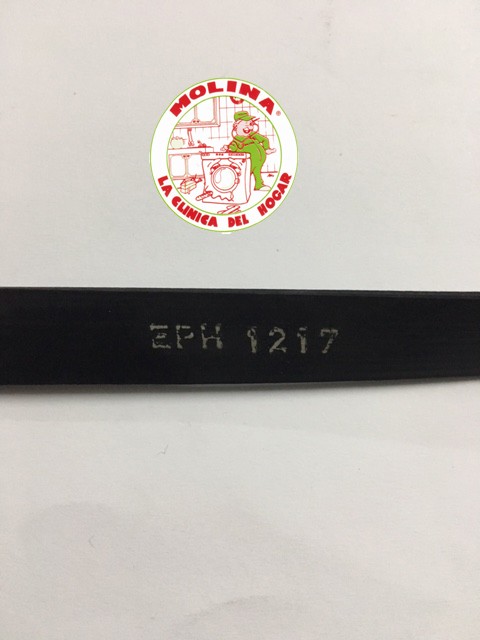 MOLINA®
LA CLINICA DEL HOGAR
EPH 1217